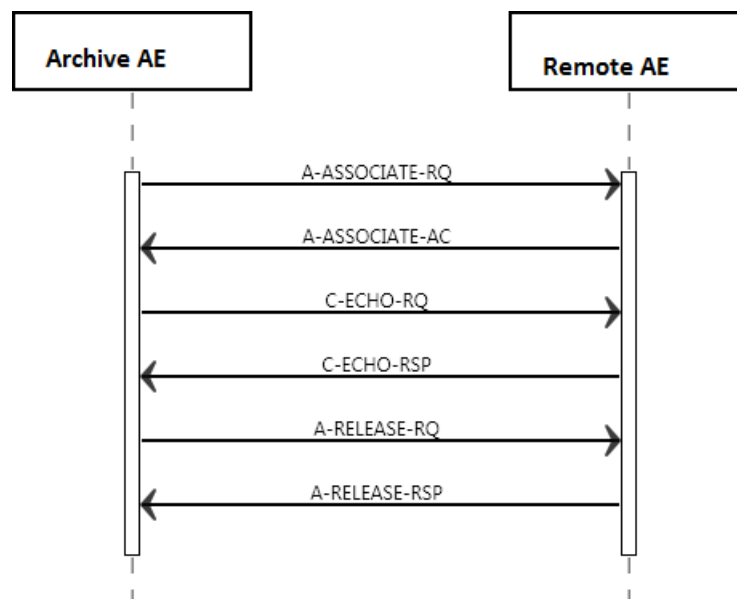 Archive AE
Remote AE
A-ASSOCIATE-RQ
A-ASSOCIATE-AC
C-ECHO-RQ
C-ECHO-RSP
A-RELEASE-RQ
A-RELEASE-RSP